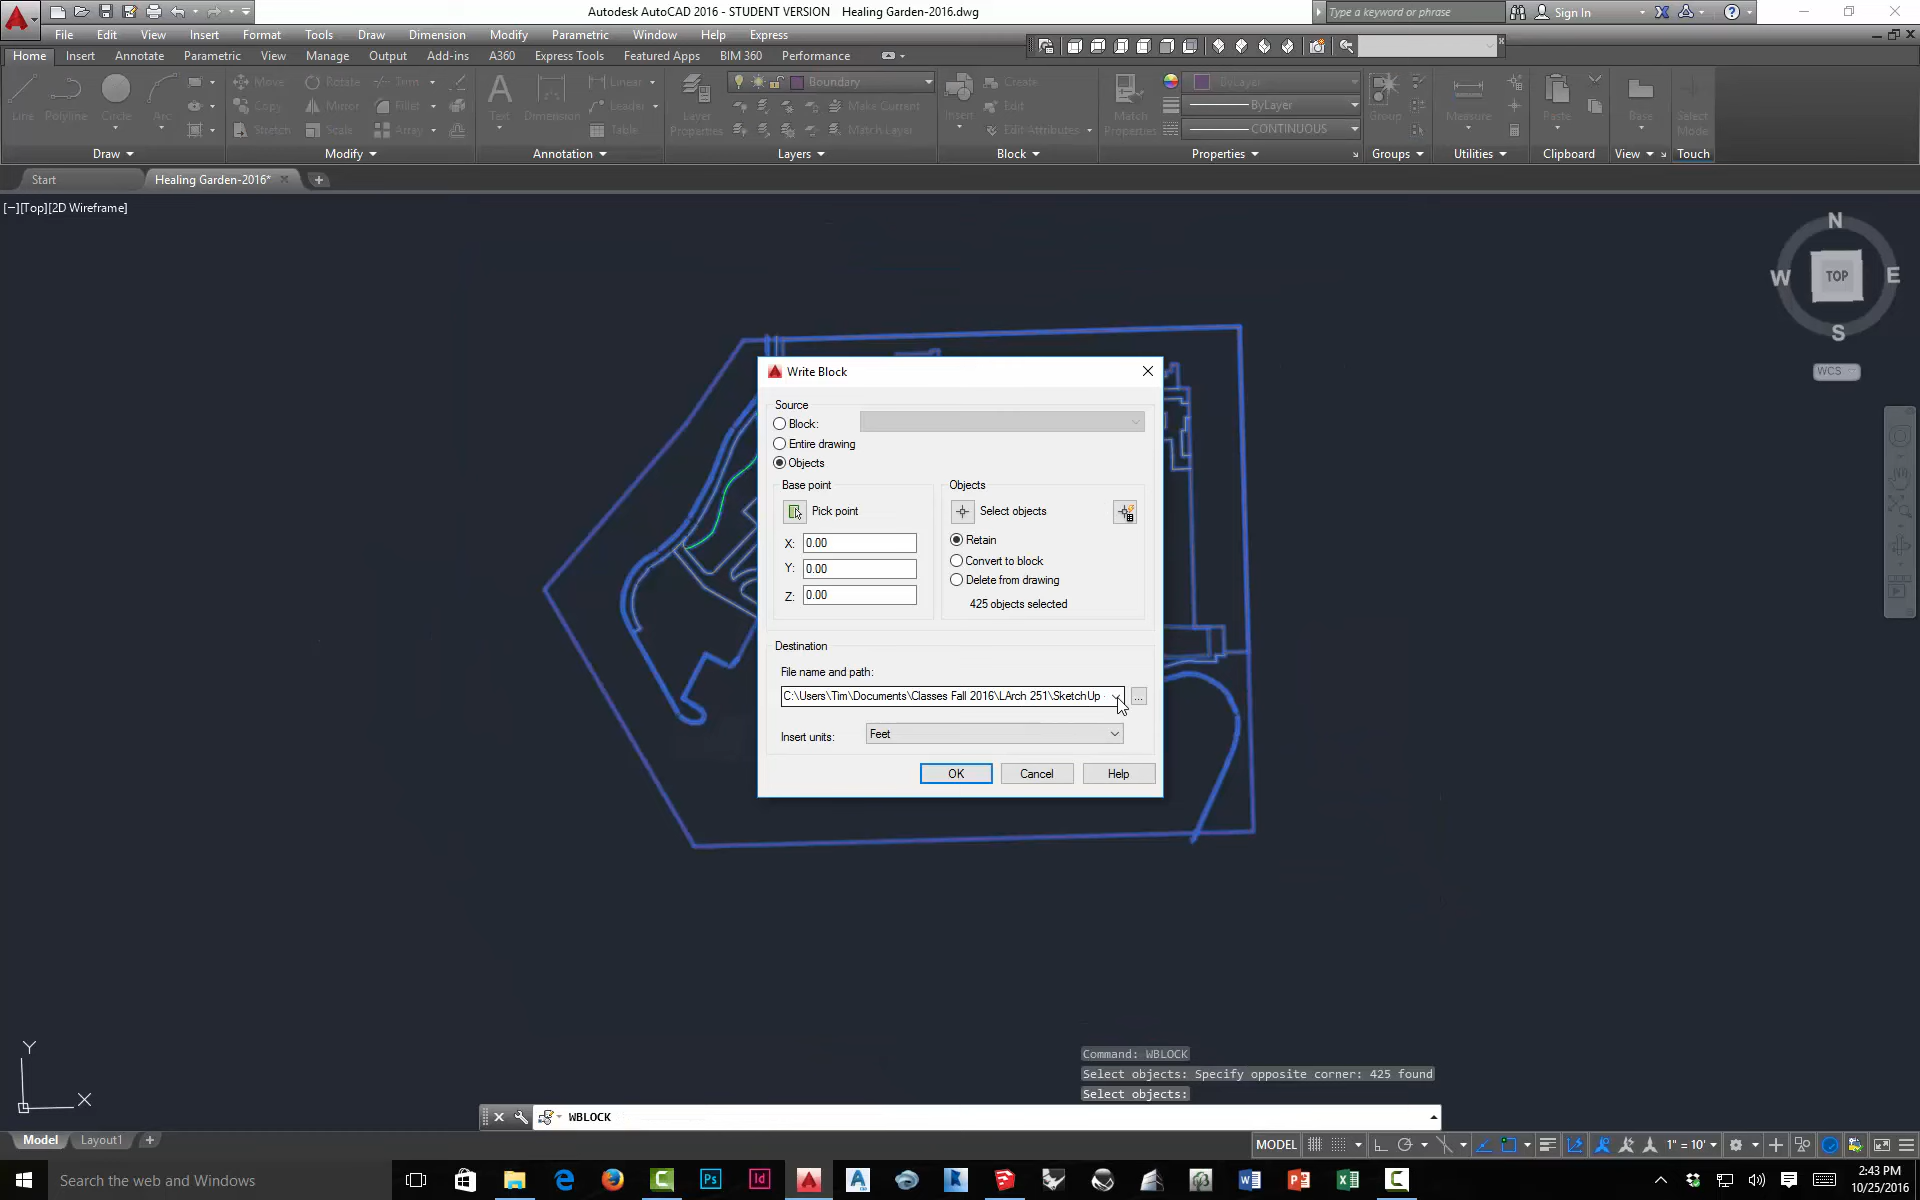 Autodesk AutoCAD 2016 - STUDENT VERSION Healing Garden-2016.dwg
Type a keyword or phrase
Sign In
File Edit View Insert Format Tools Draw Dimension Modify Parametric Window Help Express
Home Insert Annotate Parametric View Manage Output Add-ins A360 Express Tools Featured Apps BIM 360 Performance
Line Polyline Circle Arc
Move Rotate Trim
Copy Mirror Fillet
Stretch Scale Array
Text Dimension
Linear
Leader
Table
Layer Properties
Boundary
Make Current
Match Layer
Insert
Create
Edit
Edit Attributes
Match Properties
ByLayer
ByLayer
CONTINUOUS
Group
Measure
Paste
Base
Select Mode
Draw Modify Annotation Layers Block Properties Groups Utilities Clipboard View Touch
Start Healing Garden-2016*
[−][Top][2D Wireframe]
N
W TOP E
S
WCS
Write Block
Source
Block:
Entire drawing
Objects
Base point
Pick point
X: 0.00
Y: 0.00
Z: 0.00
Objects
Select objects
Retain
Convert to block
Delete from drawing
425 objects selected
Destination
File name and path:
C:\Users\Tim\Documents\Classes Fall 2016\LArch 251\SketchUp
...
Insert units: Feet
OK Cancel Help
Y
X
Command: WBLOCK
Select objects: Specify opposite corner: 425 found
Select objects:
WBLOCK
Model Layout1
MODEL
1" = 10'
Search the web and Windows
2:43 PM
10/25/2016